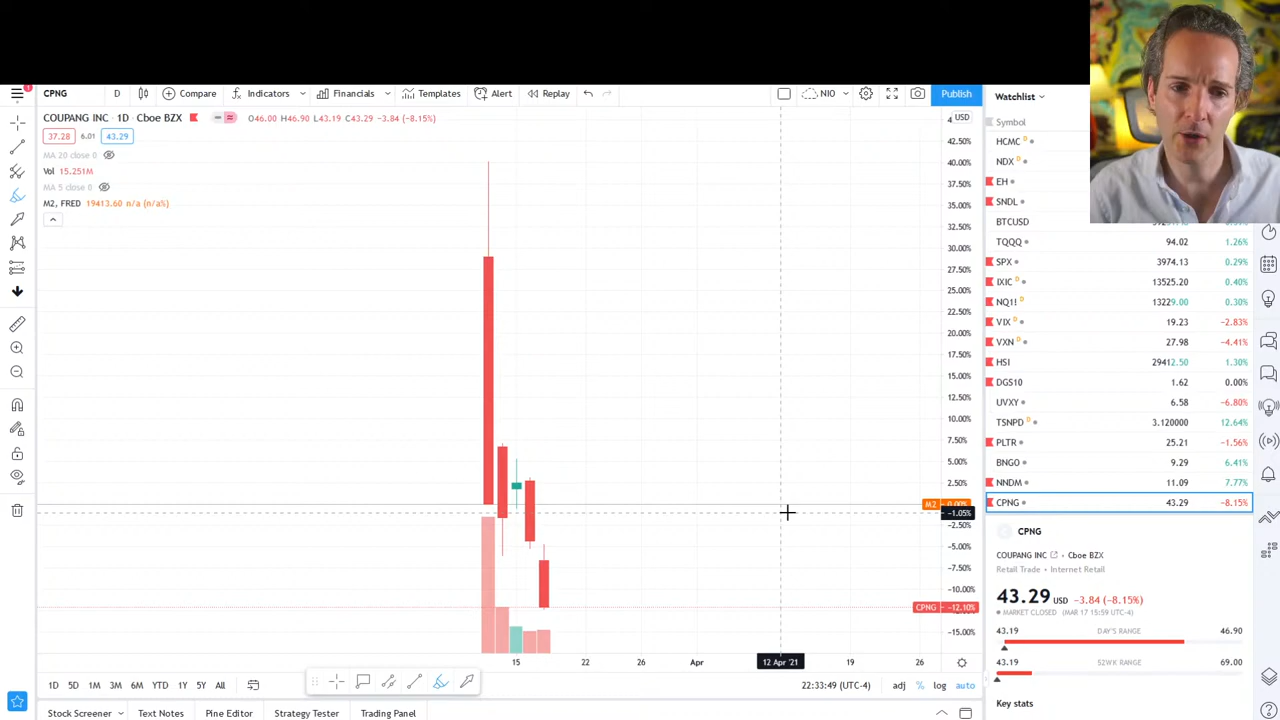 CPNG D Compare Indicators Financials Templates Alert Replay NIO Publish
Watchlist
COUPANG INC · 1D · Cboe BZX O46.00 H46.90 L43.19 C43.29 −3.84 (−8.15%)
USD
37.28 6.01 43.29
MA 20 close 0
Vol 15.251M
MA 5 close 0
M2, FRED 19413.60 n/a (n/a%)
42.50%
40.00%
37.50%
35.00%
32.50%
30.00%
27.50%
25.00%
22.50%
20.00%
17.50%
15.00%
12.50%
10.00%
7.50%
5.00%
2.50%
M2 0.00%
−1.05%
−2.50%
−5.00%
−7.50%
−10.00%
CPNG −12.10%
−15.00%
15 22 26 Apr 12 Apr '21 19 26
1D 5D 1M 3M 6M YTD 1Y 5Y All
22:33:49 (UTC-4) adj % log auto
Stock Screener Text Notes Pine Editor Strategy Tester Trading Panel
Symbol
HCMC D
NDX D
EH
SNDL
BTCUSD
TQQQ 94.02 1.26%
SPX 3974.13 0.29%
IXIC D 13525.20 0.40%
NQ1! D 13229.00 0.30%
VIX D 19.23 −2.83%
VXN D 27.98 −4.41%
HSI 29412.50 1.30%
DGS10 1.62 0.00%
UVXY 6.58 −6.80%
TSNPD D 3.120000 12.64%
PLTR 25.21 −1.56%
BNGO 9.29 6.41%
NNDM 11.09 7.77%
CPNG 43.29 −8.15%
CPNG
COUPANG INC · Cboe BZX
Retail Trade · Internet Retail
43.29 USD −3.84 (−8.15%)
MARKET CLOSED (MAR 17 15:59 UTC-4)
43.19 DAY'S RANGE 46.90
43.19 52WK RANGE 69.00
Key stats